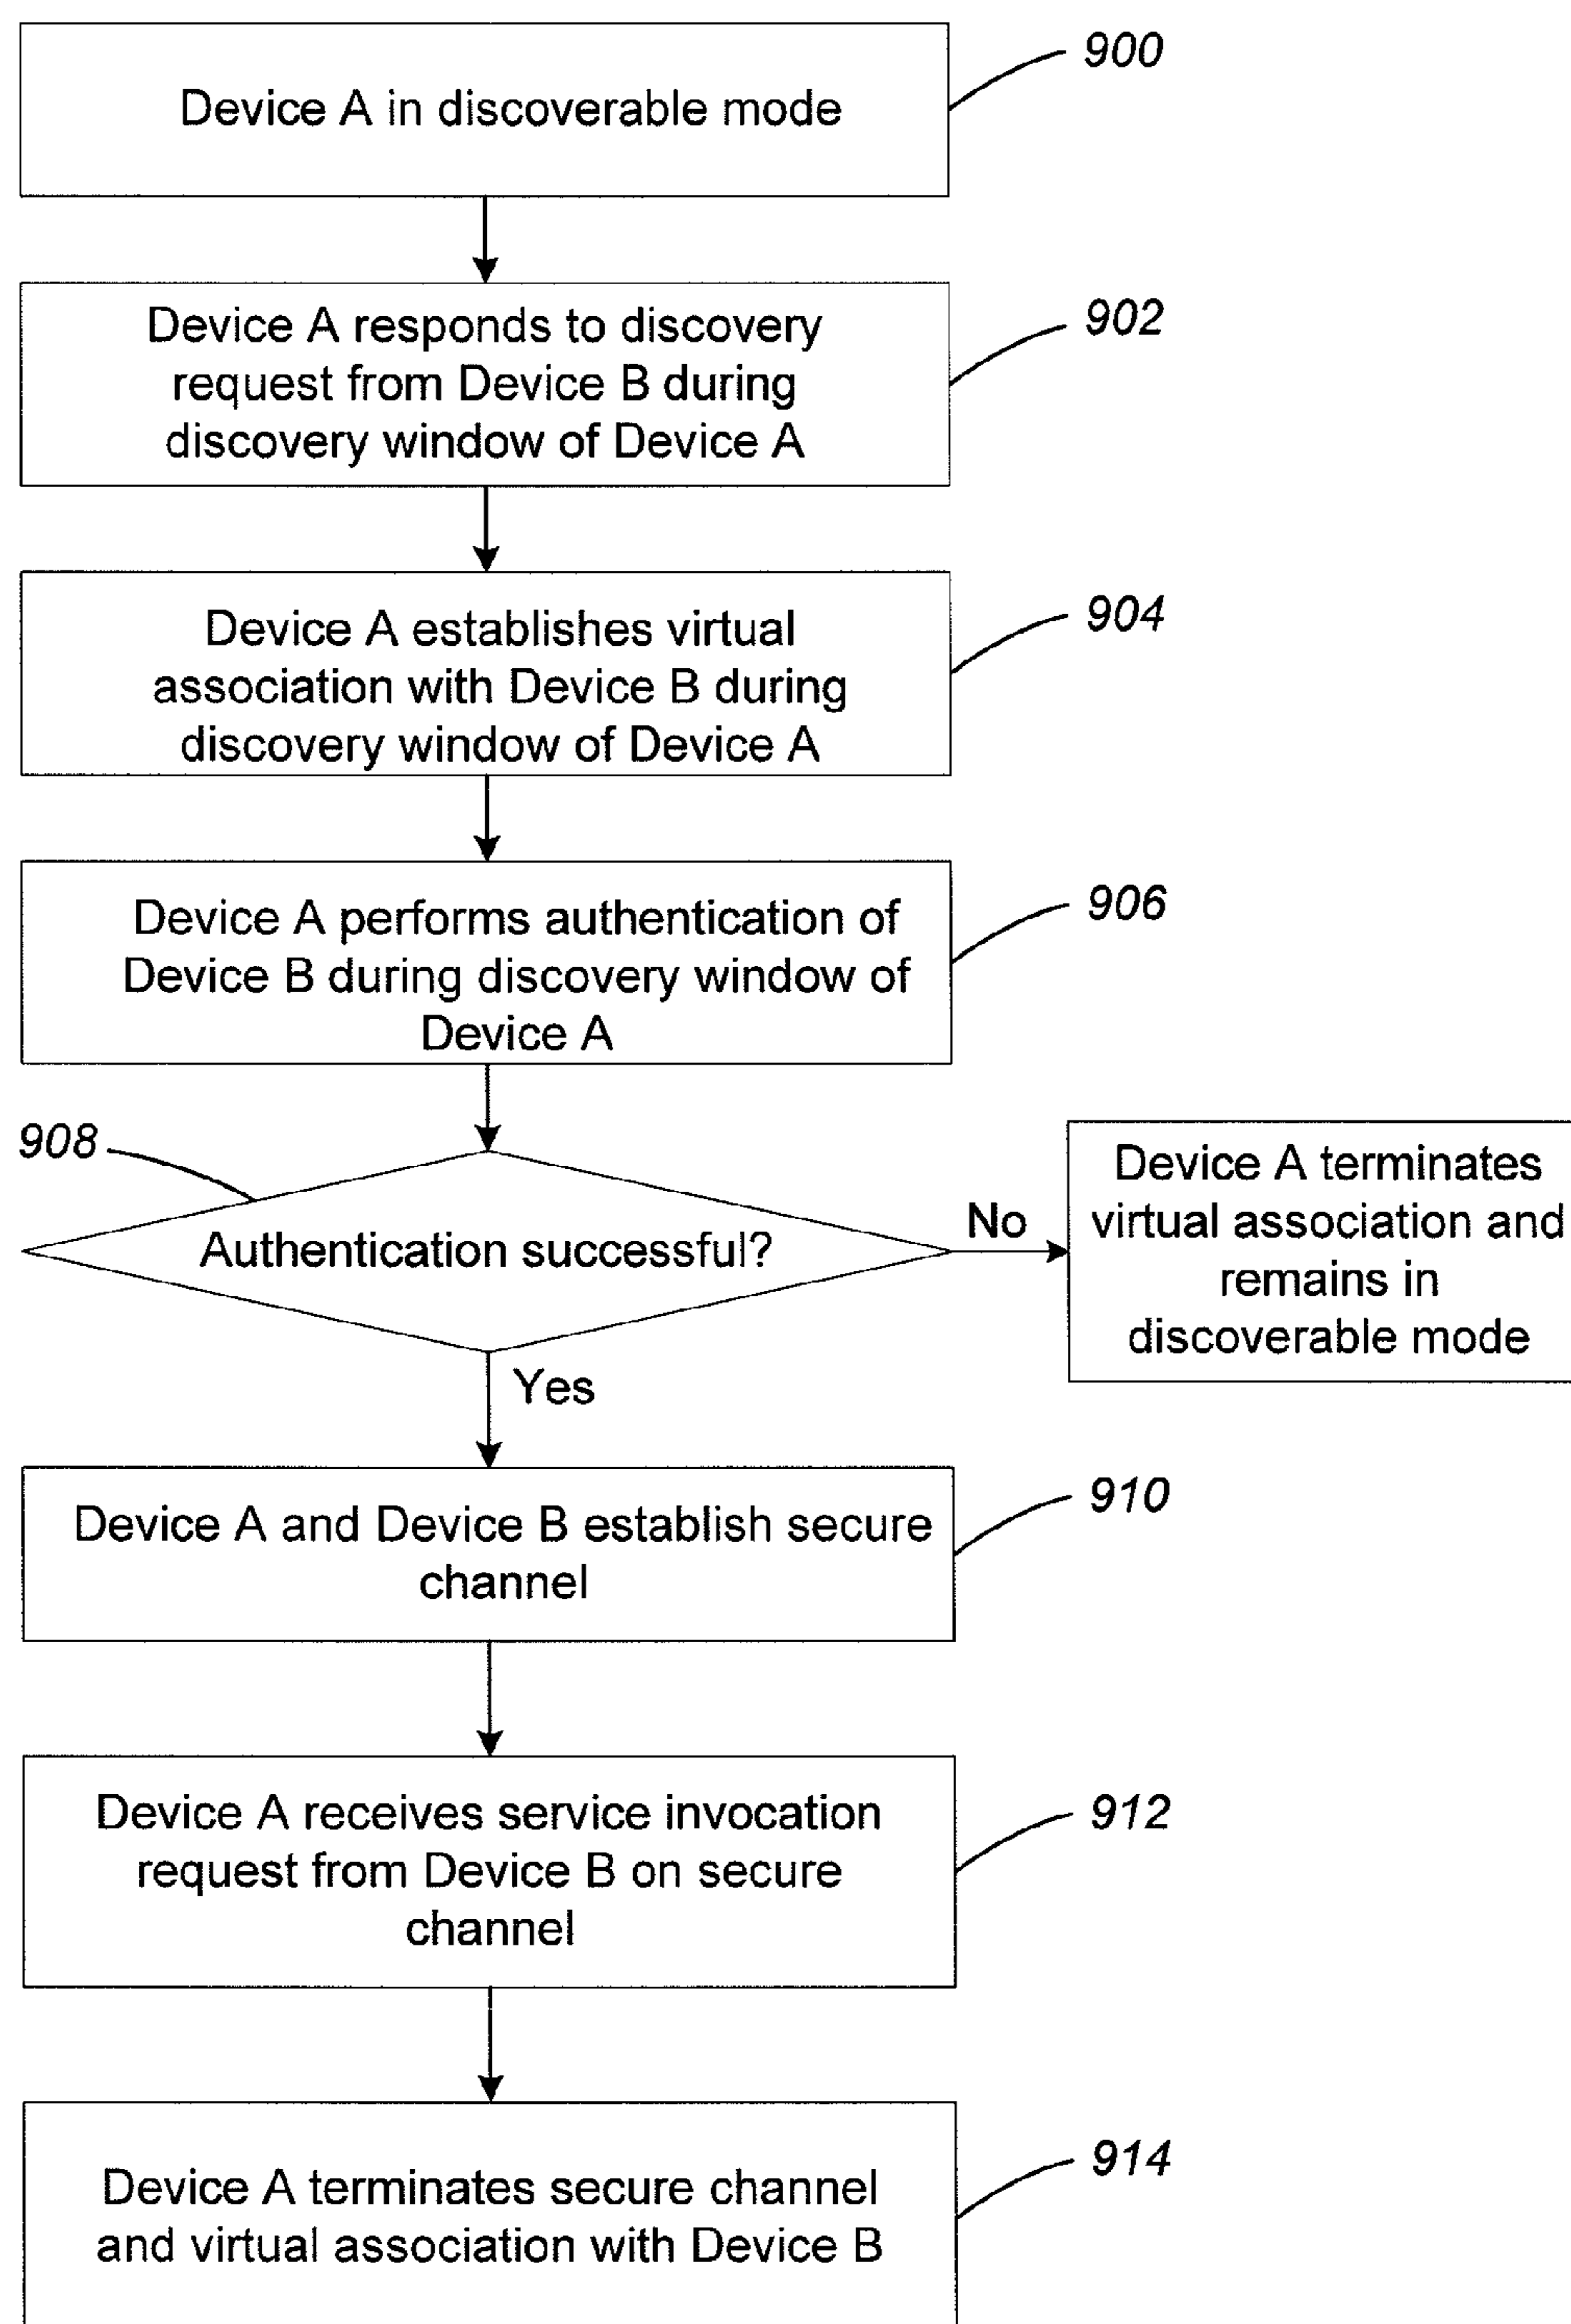 Device A in discoverable mode
900
Device A responds to discovery
request from Device B during
discovery window of Device A
902
Device A establishes virtual
association with Device B during
discovery window of Device A
904
Device A performs authentication of
Device B during discovery window of
Device A
906
908
Authentication successful?
No
Device A terminates
virtual association and
remains in
discoverable mode
Yes
Device A and Device B establish secure
channel
910
Device A receives service invocation
request from Device B on secure
channel
912
Device A terminates secure channel
and virtual association with Device B
914